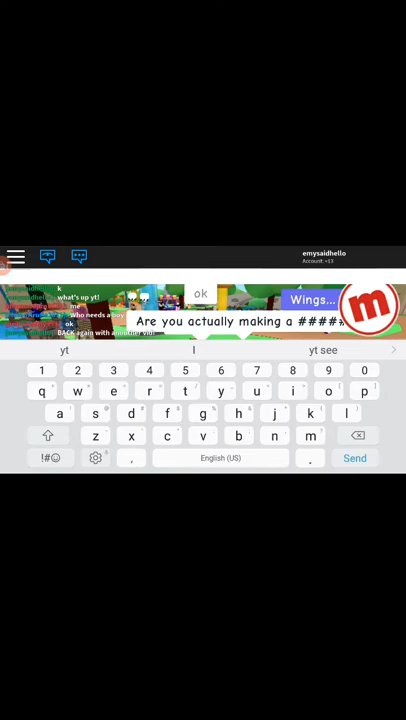 emysaidhello
Account: <13
k
what's up yt!
me
Who needs a boy
ok
BACK again with anouther vid!
ok
Wings...
m
Are you actually making a ####
yt
I
yt see
1 2 3 4 5 6 7 8 9 0
q w e r t y u i o p
a s d f g h j k l
z x c v b n m
!#☺ , English (US) . Send